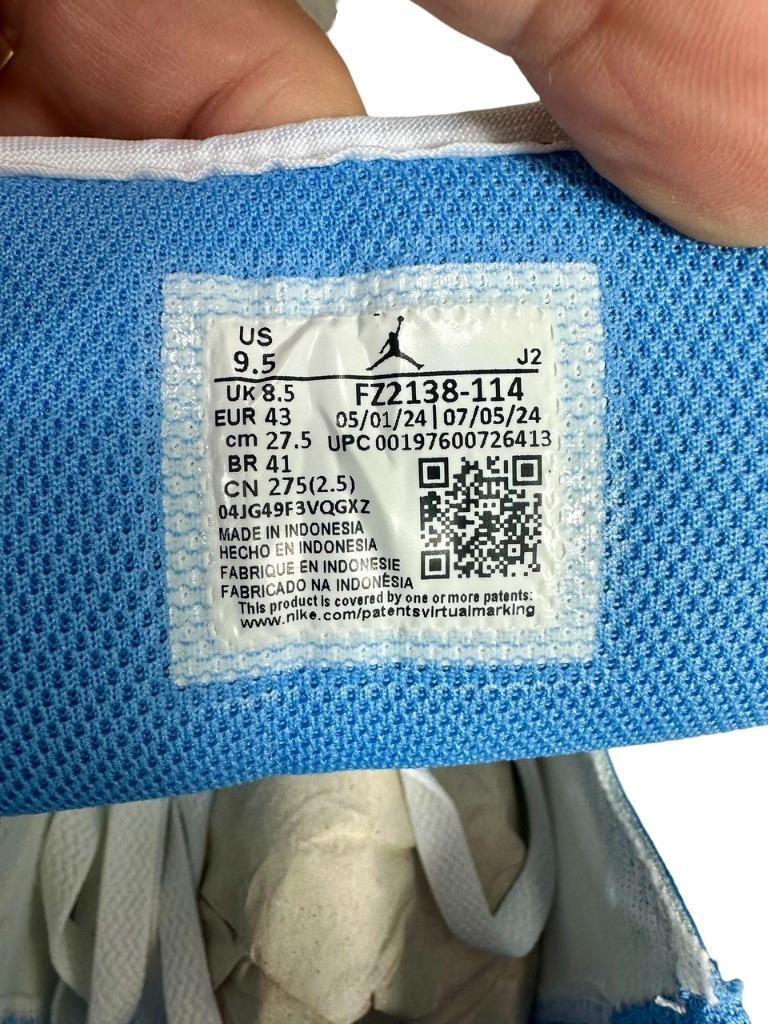 US
9.5
J2
UK 8.5 FZ2138-114
EUR 43 05/01/24 | 07/05/24
cm 27.5 UPC 00197600726413
BR 41
CN 275(2.5)
04JG49F3VQGXZ
MADE IN INDONESIA
HECHO EN INDONESIA
FABRIQUE EN INDONESIE
FABRICADO NA INDONÉSIA
This product is covered by one or more patents:
www.nike.com/patentsvirtualmarking